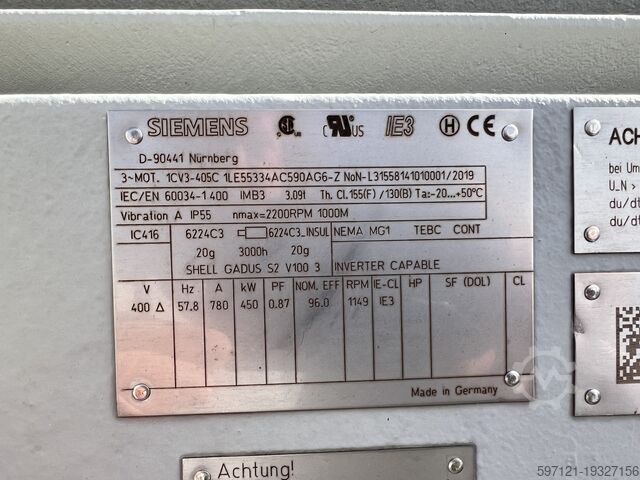 SIEMENS IE3 CE
D-90441 Nürnberg
3~MOT. 1CV3-405C 1LE55334AC590AG6-Z NoN-L31558141010001/2019
IEC/EN 60034-1 400 IMB3 3.09t Th. Cl.155(F) /130(B) Ta:-20...+50°C
Vibration A IP55 nmax=2200RPM 1000M
IC416 6224C3 6224C3_INSUL NEMA MG1 TEBC CONT
20g 3000h 20g
SHELL GADUS S2 V100 3 INVERTER CAPABLE
V Hz A kW PF NOM. EFF RPM IE-CL HP SF (DOL) CL
400 Δ 57.8 780 450 0.87 96.0 1149 IE3
Made in Germany
Achtung!
ACH
bei Um
U_N >
du/dt
du/dt
597121-19327156